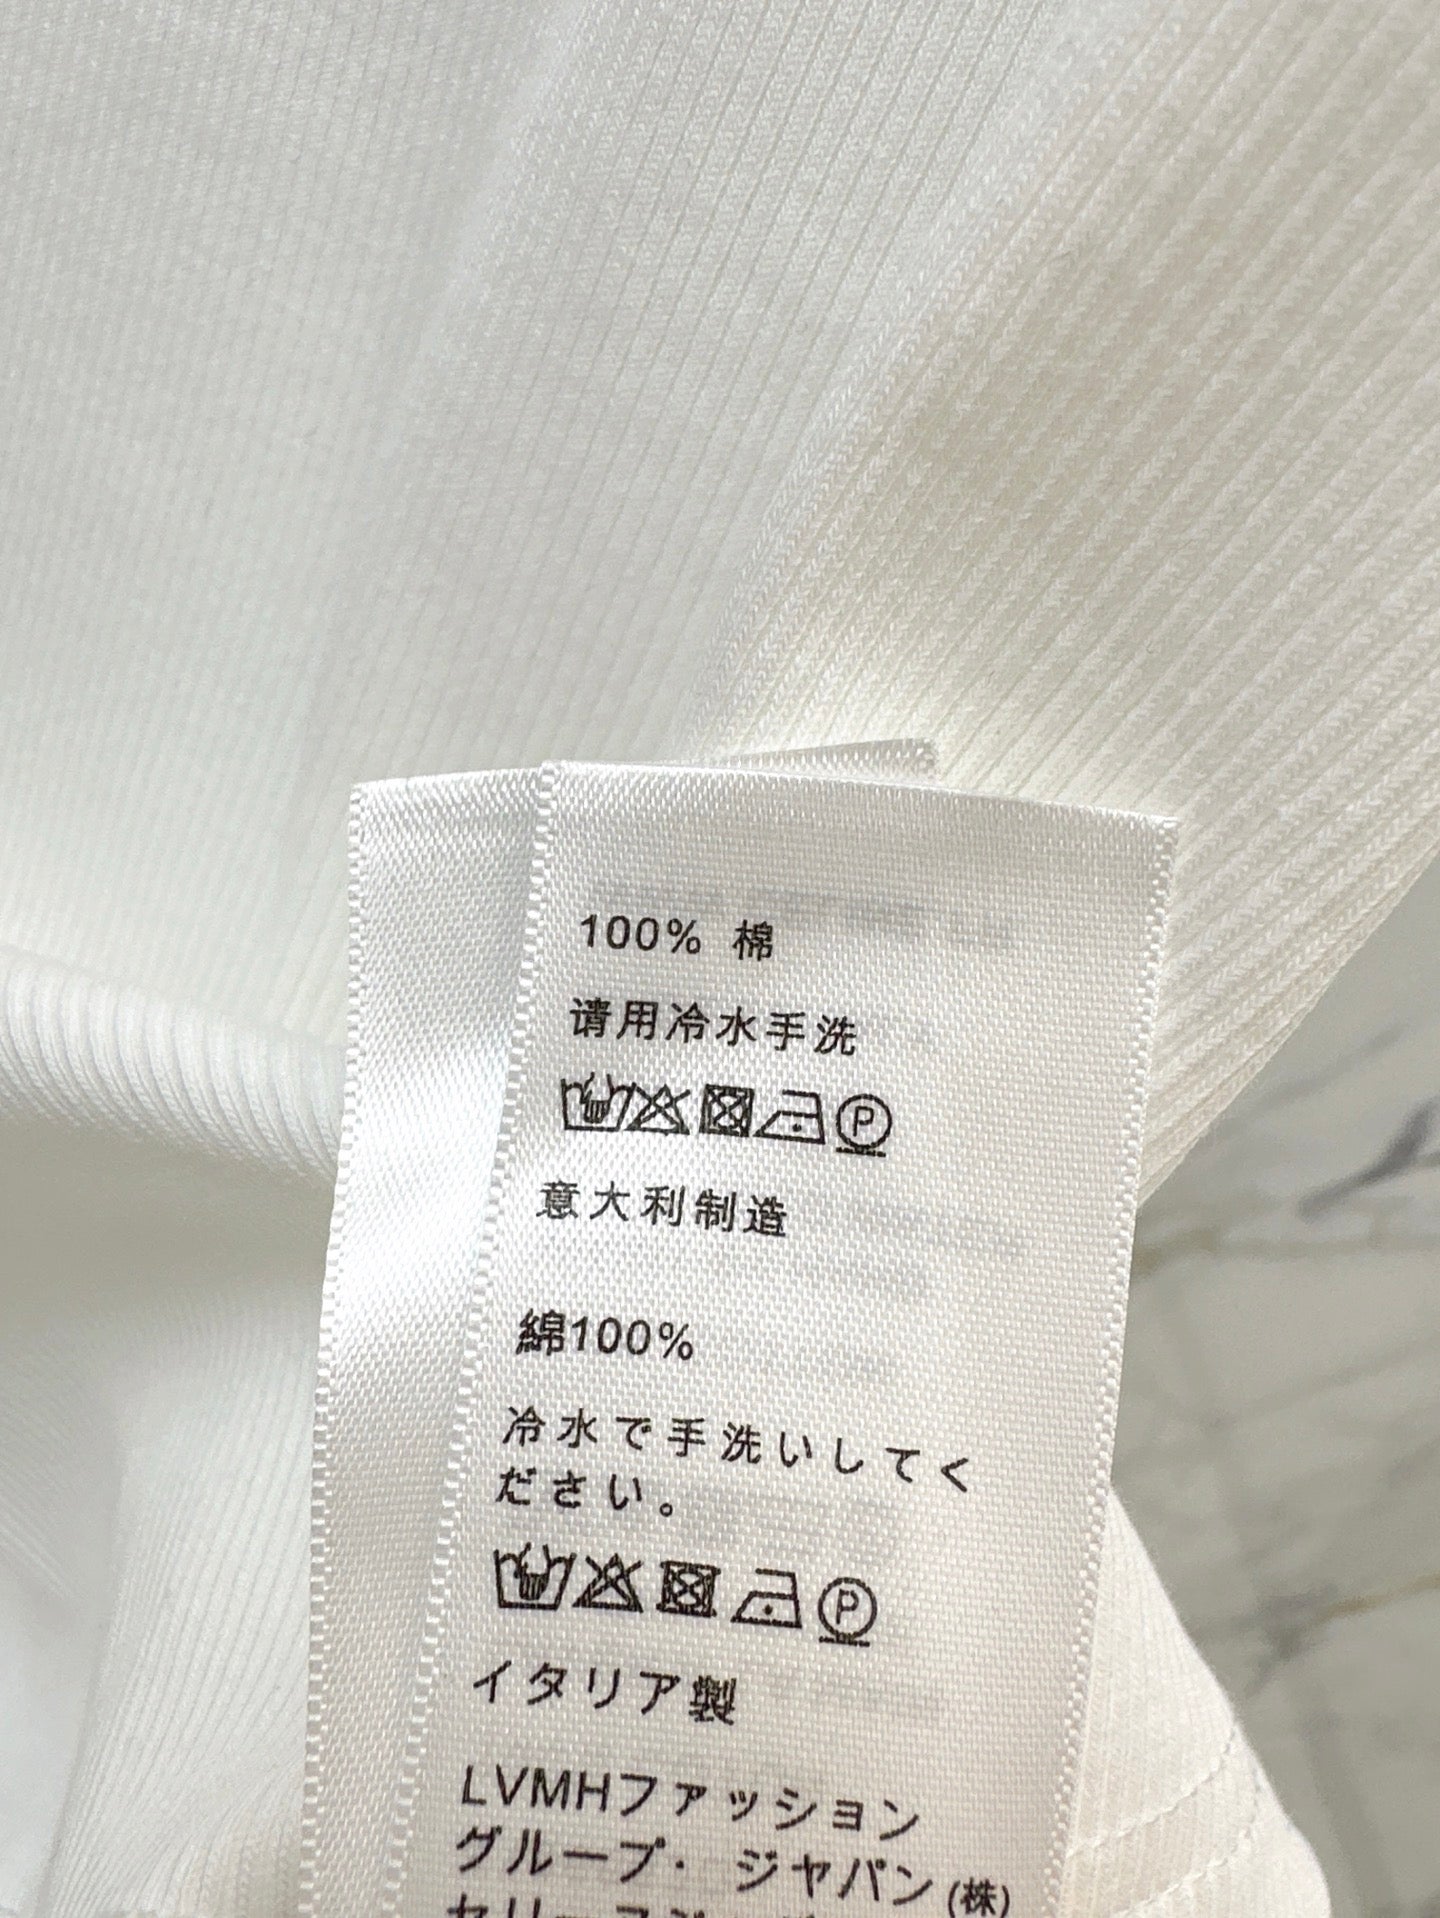 100% 棉
请用冷水手洗
P
意大利制造
綿100%
冷水で手洗いしてく
ださい。
P
イタリア製
LVMHファッション
グループ・ ジャパン(株)